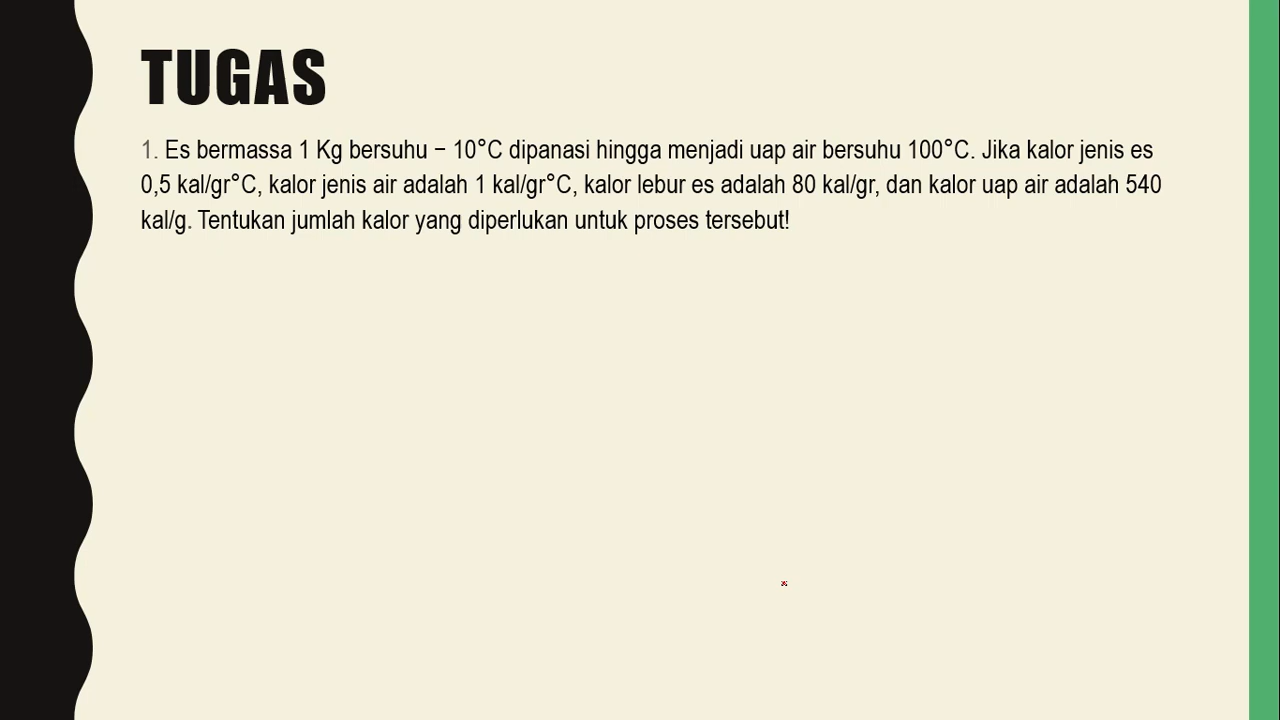 TUGAS
1. Es bermassa 1 Kg bersuhu – 10°C dipanasi hingga menjadi uap air bersuhu 100°C. Jika kalor jenis es
0,5 kal/gr°C, kalor jenis air adalah 1 kal/gr°C, kalor lebur es adalah 80 kal/gr, dan kalor uap air adalah 540
kal/g. Tentukan jumlah kalor yang diperlukan untuk proses tersebut!